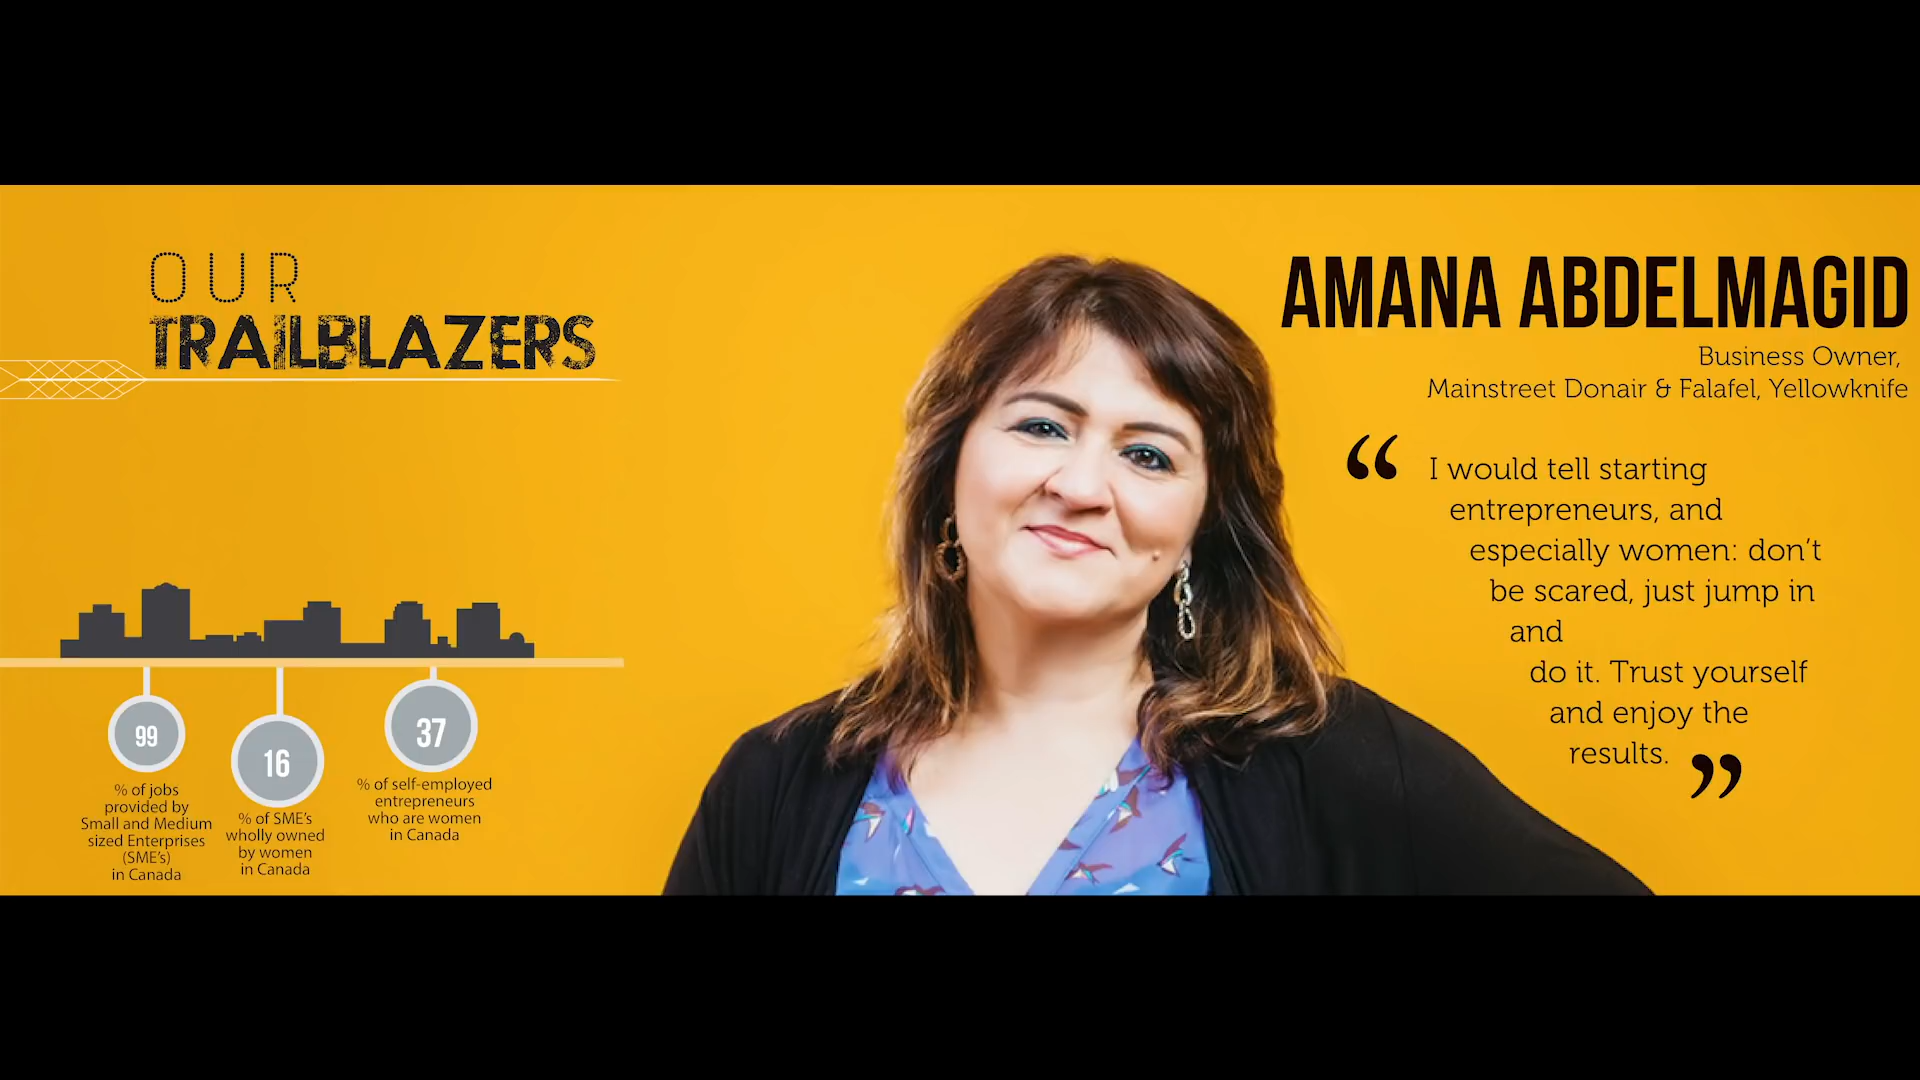 OUR
TRAILBLAZERS
99
% of jobs
provided by
Small and Medium
sized Enterprises
(SME's)
in Canada
16
% of SME's
wholly owned
by women
in Canada
37
% of self-employed
entrepreneurs
who are women
in Canada
AMANA ABDELMAGID
Business Owner,
Mainstreet Donair & Falafel, Yellowknife
“ I would tell starting
entrepreneurs, and
especially women: don't
be scared, just jump in
and
do it. Trust yourself
and enjoy the
results. ”